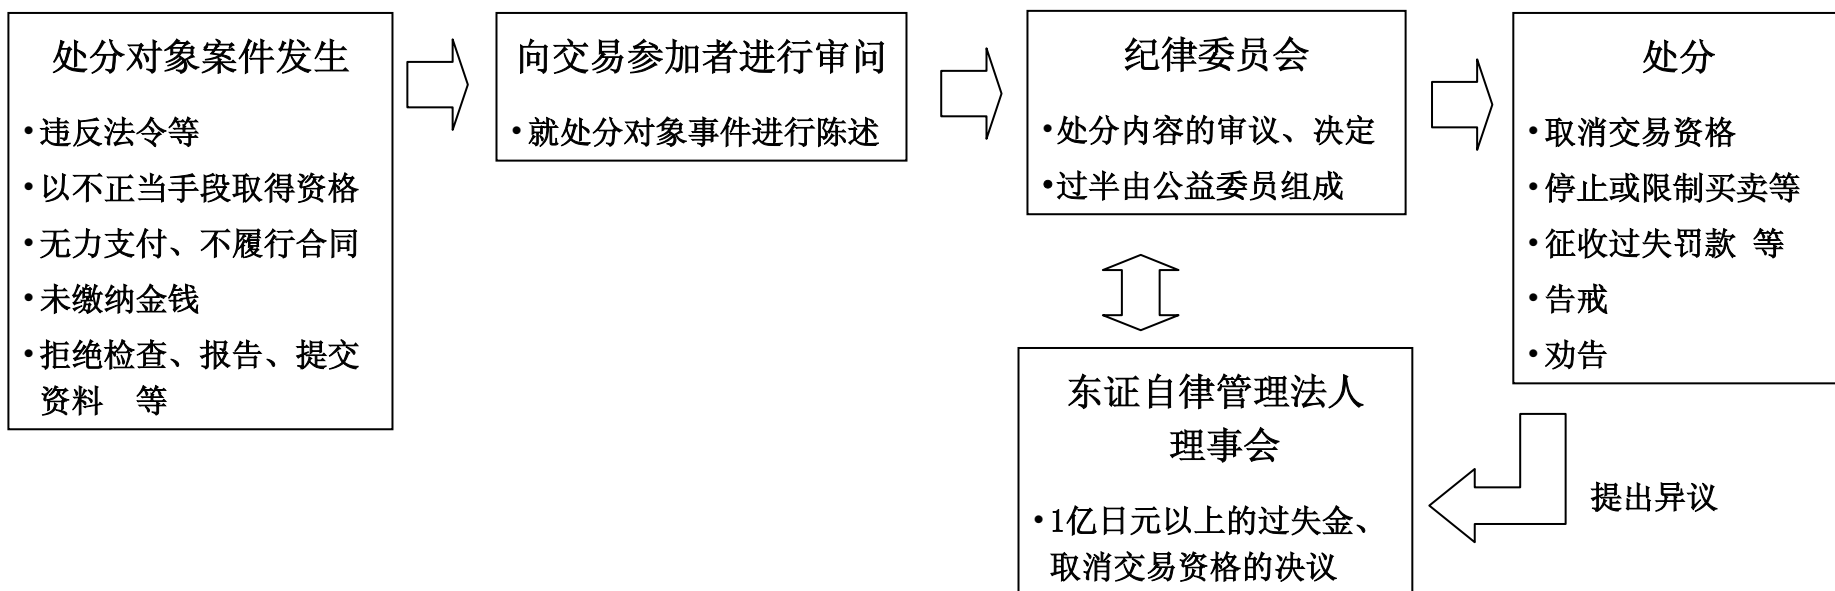 处分对象案件发生
•违反法令等
•以不正当手段取得资格
•无力支付、不履行合同
•未缴纳金钱
•拒绝检查、报告、提交
资料 等
向交易参加者进行审问
•就处分对象事件进行陈述
纪律委员会
•处分内容的审议、决定
•过半由公益委员组成
处分
•取消交易资格
•停止或限制买卖等
•征收过失罚款 等
•告戒
•劝告
东证自律管理法人
理事会
•1亿日元以上的过失金、
取消交易资格的决议
提出异议